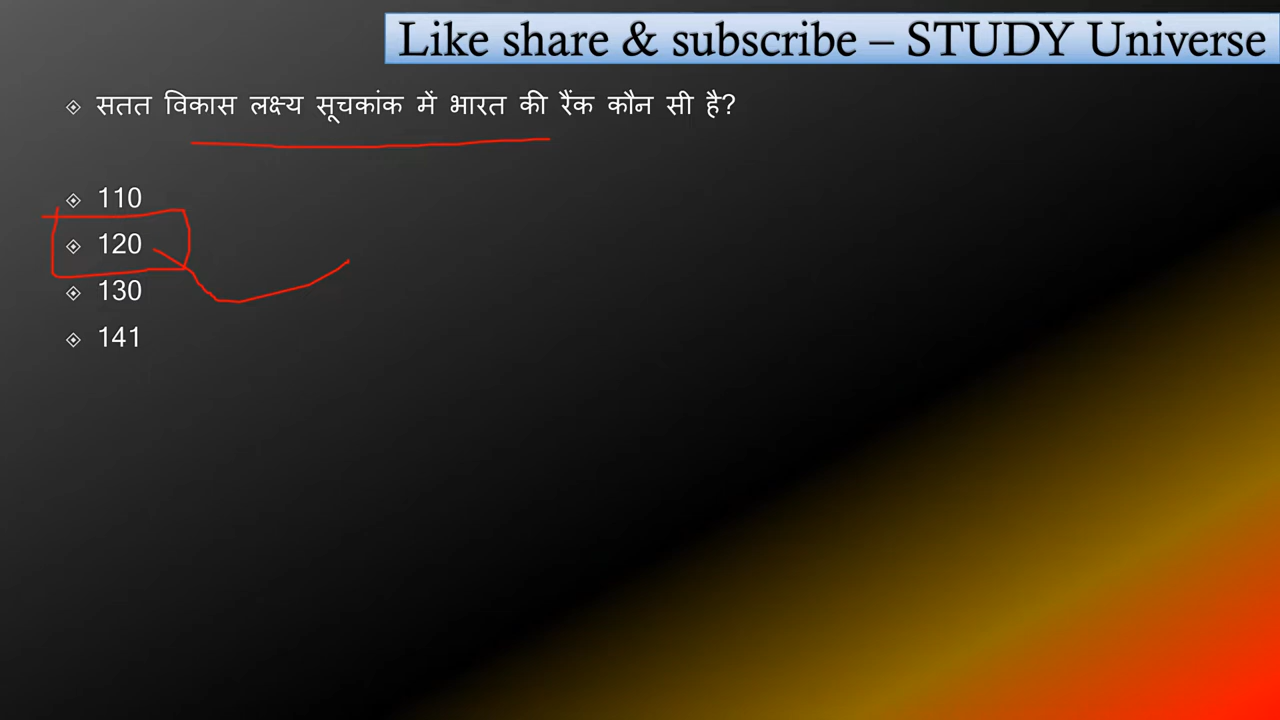 Like share & subscribe – STUDY Universe
सतत विकास लक्ष्य सूचकांक में भारत की रैंक कौन सी है?
110
120
130
141